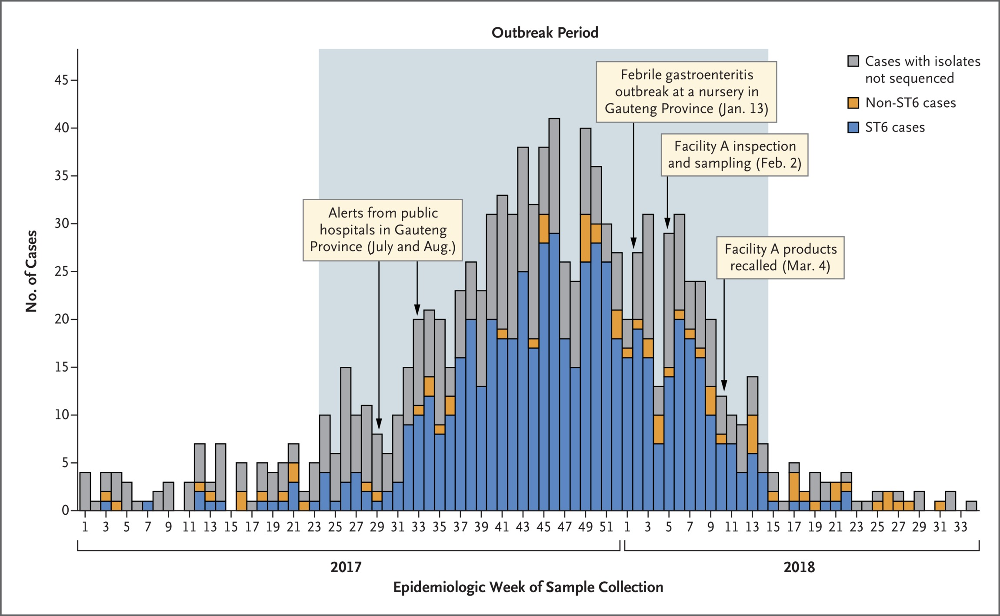 Outbreak Period
Cases with isolates
not sequenced
Non-ST6 cases
ST6 cases
Febrile gastroenteritis
outbreak at a nursery in
Gauteng Province (Jan. 13)
Facility A inspection
and sampling (Feb. 2)
Alerts from public
hospitals in Gauteng
Province (July and Aug.)
Facility A products
recalled (Mar. 4)
No. of Cases
45
40
35
30
25
20
15
10
5
0
1 3 5 7 9 11 13 15 17 19 21 23 25 27 29 31 33 35 37 39 41 43 45 47 49 51 1 3 5 7 9 11 13 15 17 19 21 23 25 27 29 31 33
2017 2018
Epidemiologic Week of Sample Collection